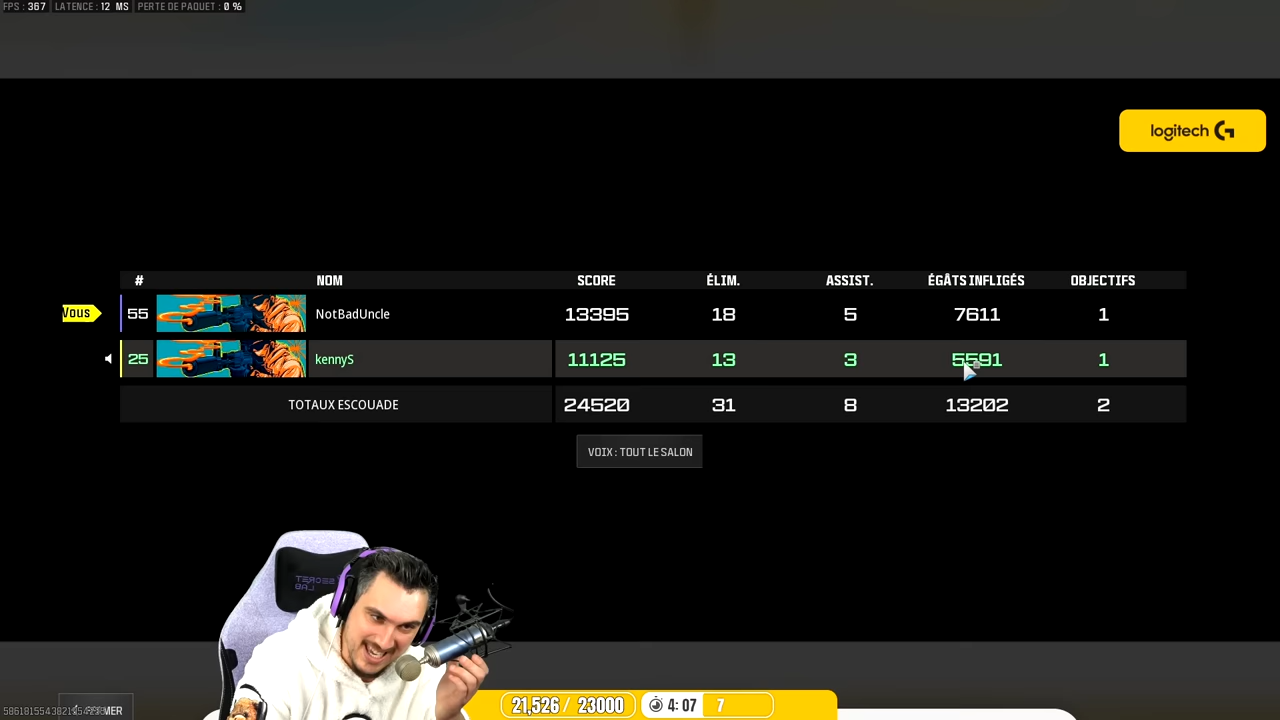 FPS : 367 LATENCE : 12 MS PERTE DE PAQUET : 0 %
logitech G
# NOM SCORE ÉLIM. ASSIST. ÉGÂTS INFLIGÉS OBJECTIFS
Vous 55 NotBadUncle 13395 18 5 7611 1
25 kennyS 11125 13 3 5591 1
TOTAUX ESCOUADE 24520 31 8 13202 2
VOIX : TOUT LE SALON
21,526 / 23000 4:07 7